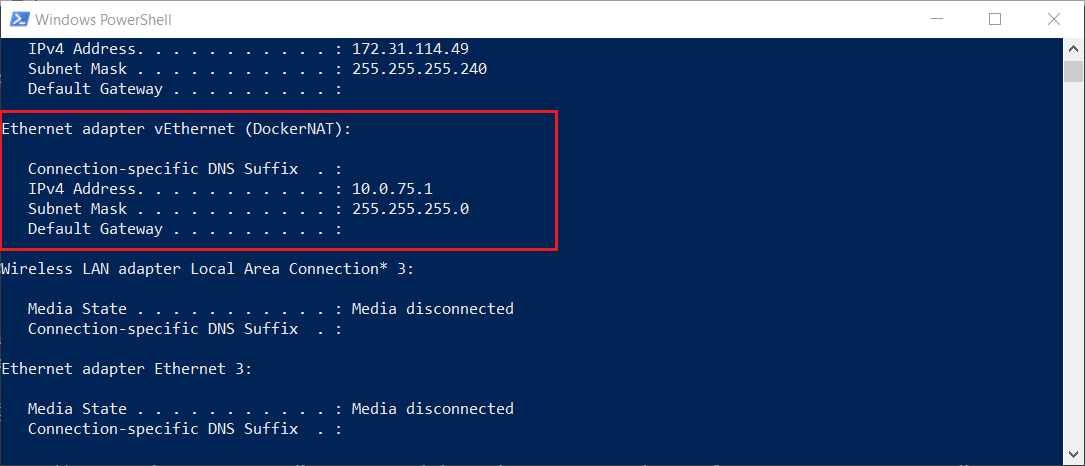 Windows PowerShell
IPv4 Address. . . . . . . . . . . : 172.31.114.49
Subnet Mask . . . . . . . . . . . : 255.255.255.240
Default Gateway . . . . . . . . . :
Ethernet adapter vEthernet (DockerNAT):
Connection-specific DNS Suffix  . :
IPv4 Address. . . . . . . . . . . : 10.0.75.1
Subnet Mask . . . . . . . . . . . : 255.255.255.0
Default Gateway . . . . . . . . . :
Wireless LAN adapter Local Area Connection* 3:
Media State . . . . . . . . . . . : Media disconnected
Connection-specific DNS Suffix  . :
Ethernet adapter Ethernet 3:
Media State . . . . . . . . . . . : Media disconnected
Connection-specific DNS Suffix  . :